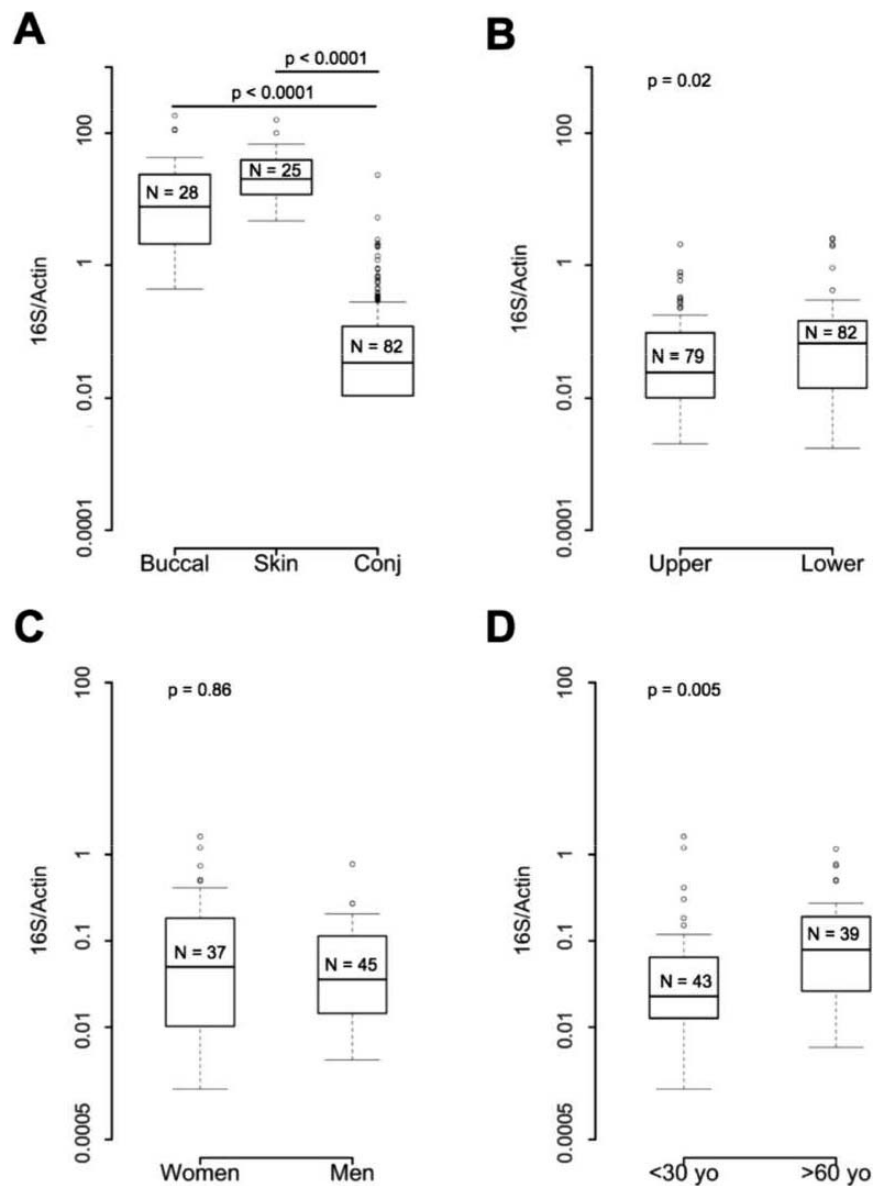 A
p < 0.0001
p < 0.0001
16S/Actin
100
1
0.01
0.0001
N = 28
N = 25
N = 82
Buccal
Skin
Conj
B
p = 0.02
16S/Actin
100
1
0.01
0.0001
N = 79
N = 82
Upper
Lower
C
p = 0.86
16S/Actin
100
1
0.1
0.01
0.0005
N = 37
N = 45
Women
Men
D
p = 0.005
16S/Actin
100
1
0.1
0.01
0.0005
N = 43
N = 39
<30 yo
>60 yo